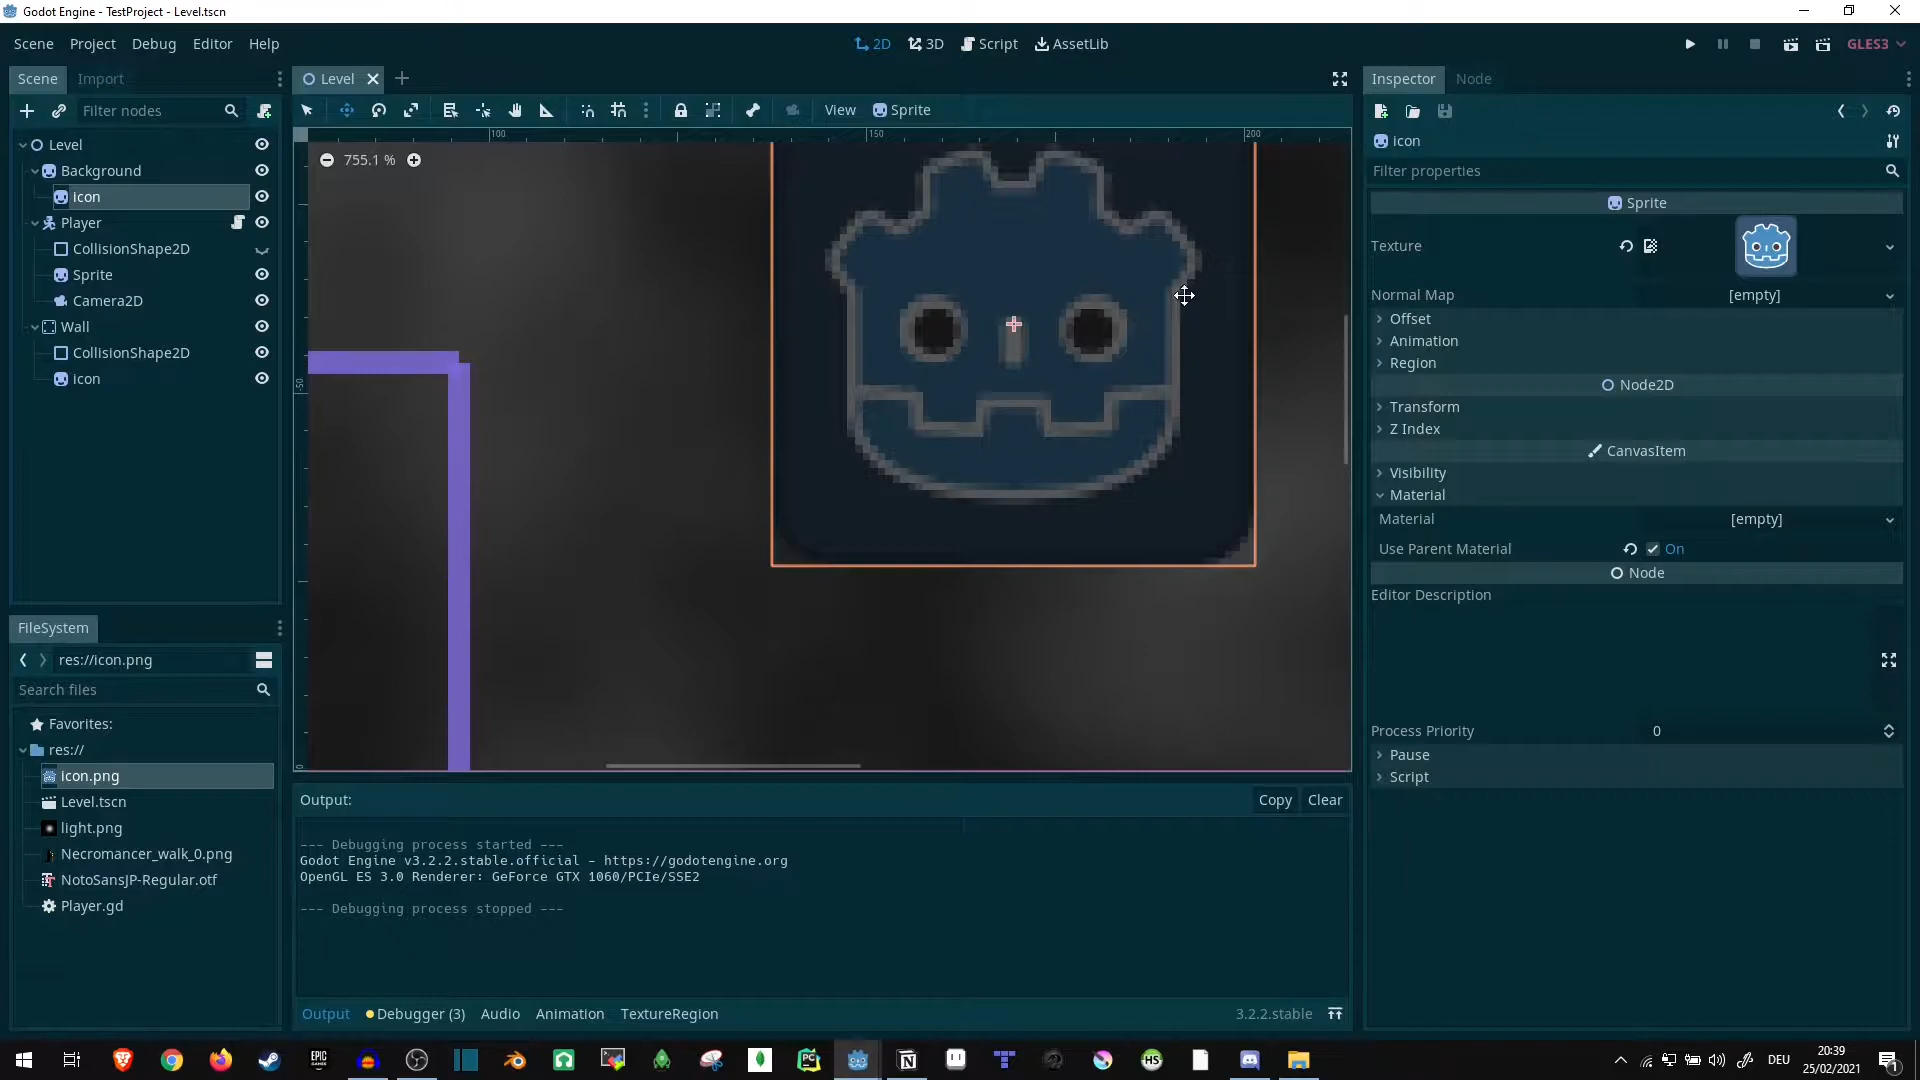 Godot Engine - TestProject - Level.tscn
Scene Project Debug Editor Help
2D 3D Script AssetLib
GLES3
Scene Import
Level
Inspector Node
Filter nodes
View Sprite
Level
Background
icon
Player
CollisionShape2D
Sprite
Camera2D
Wall
CollisionShape2D
icon
100 150 200
755.1 %
-50
0
FileSystem
res://icon.png
Search files
Favorites:
res://
icon.png
Level.tscn
light.png
Necromancer_walk_0.png
NotoSansJP-Regular.otf
Player.gd
Output:
Copy Clear
--- Debugging process started ---
Godot Engine v3.2.2.stable.official - https://godotengine.org
OpenGL ES 3.0 Renderer: GeForce GTX 1060/PCIe/SSE2
--- Debugging process stopped ---
Output Debugger (3) Audio Animation TextureRegion
3.2.2.stable
icon
Filter properties
Sprite
Texture
Normal Map [empty]
Offset
Animation
Region
Node2D
Transform
Z Index
CanvasItem
Visibility
Material
Material [empty]
Use Parent Material On
Node
Editor Description
Process Priority 0
Pause
Script
EPIC
PC
N
HS
DEU
20:39
25/02/2021
1